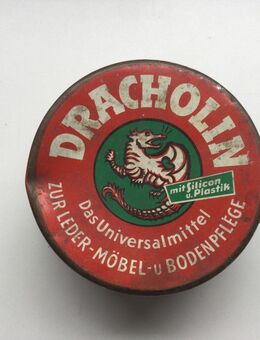 DRACHOLIN
mit Silicon
u. Plastik
Das Universalmittel
ZUR LEDER-MÖBEL-u BODENPFLEGE